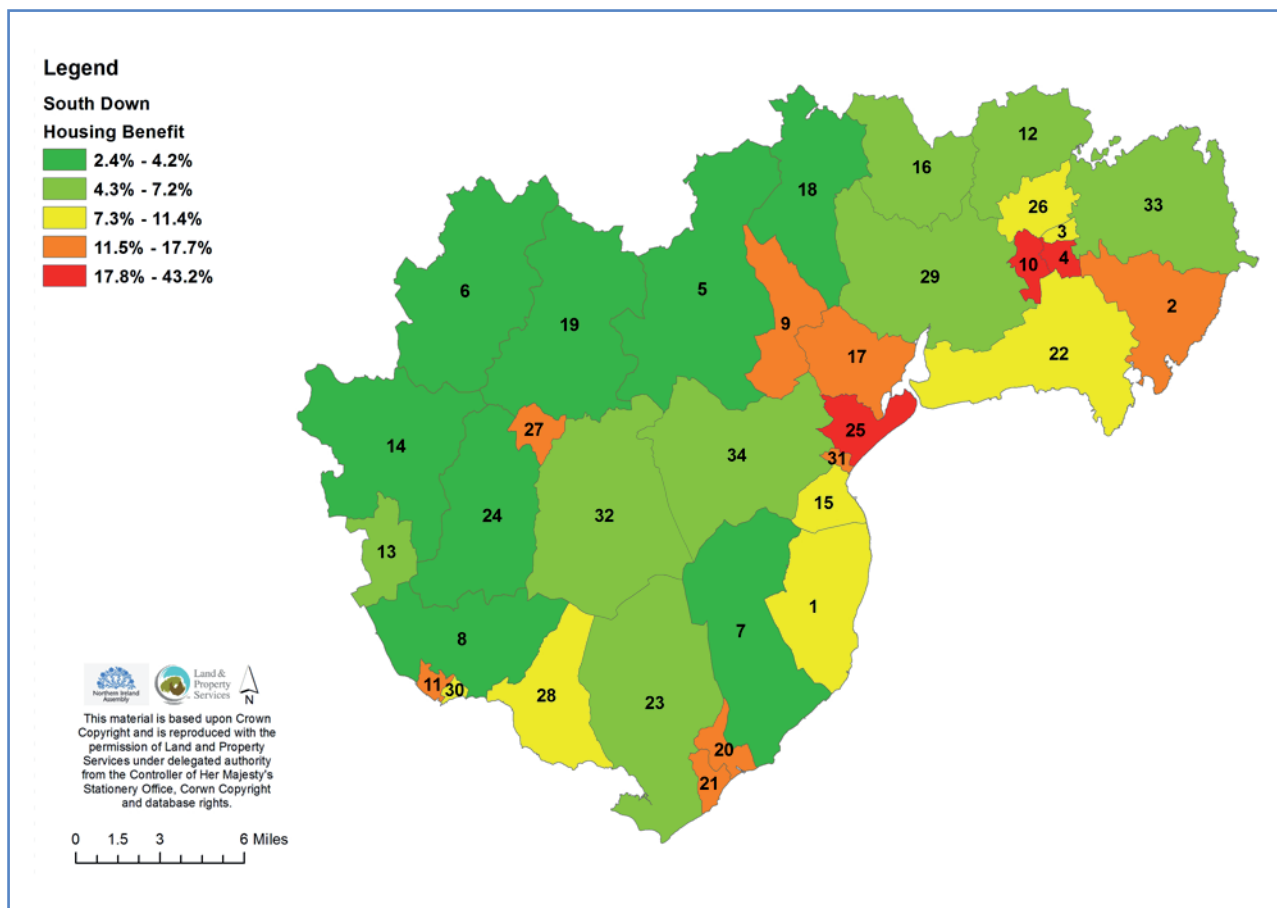 Legend
South Down
Housing Benefit
2.4% - 4.2%
4.3% - 7.2%
7.3% - 11.4%
11.5% - 17.7%
17.8% - 43.2%
12
16
18
26
33
3
6
10
4
5
29
2
19
9
17
22
27
25
14
34
31
15
24
32
13
1
7
8
11
30
28
23
20
21
Northern Ireland
Assembly
Land &
Property
Services
N
This material is based upon Crown
Copyright and is reproduced with the
permission of Land and Property
Services under delegated authority
from the Controller of Her Majesty's
Stationery Office, Corwn Copyright
and database rights.
0 1.5 3 6 Miles